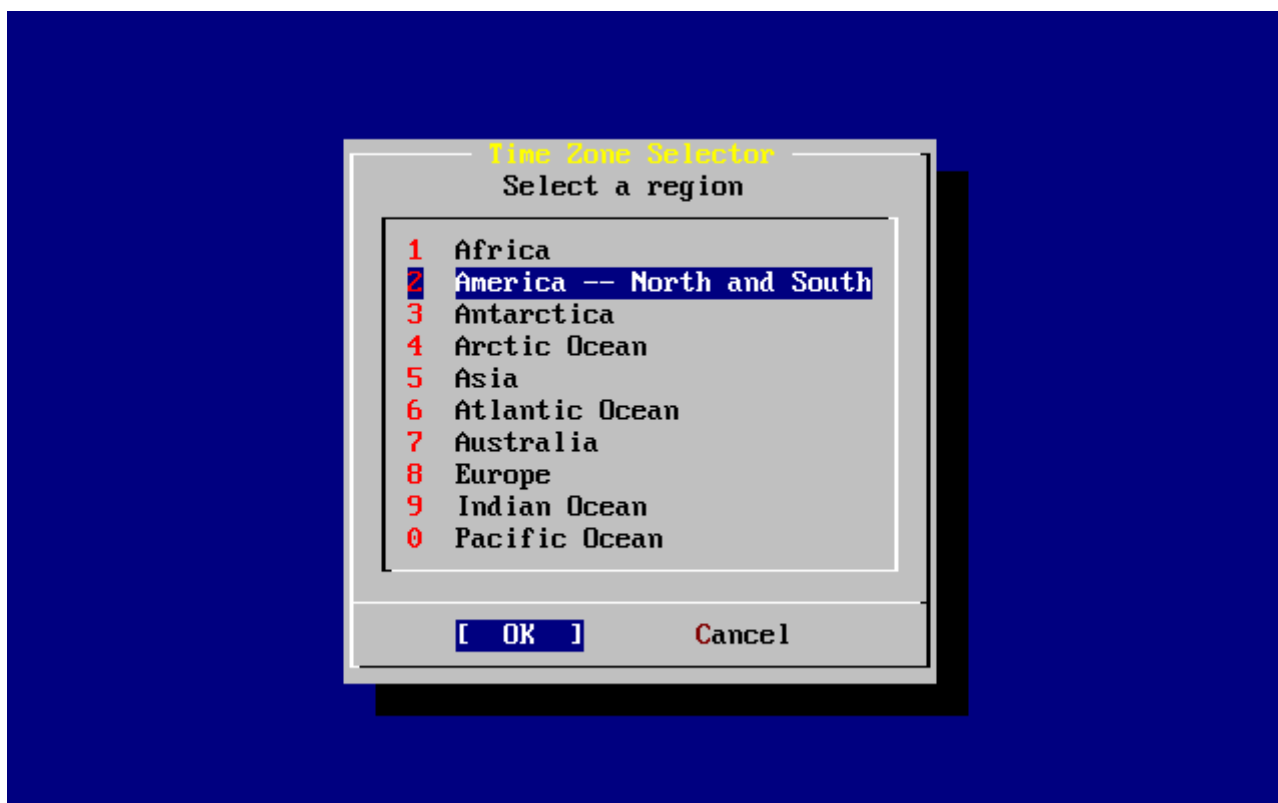 Time Zone Selector
Select a region
1 Africa
2 America -- North and South
3 Antarctica
4 Arctic Ocean
5 Asia
6 Atlantic Ocean
7 Australia
8 Europe
9 Indian Ocean
0 Pacific Ocean
[ OK ] Cancel